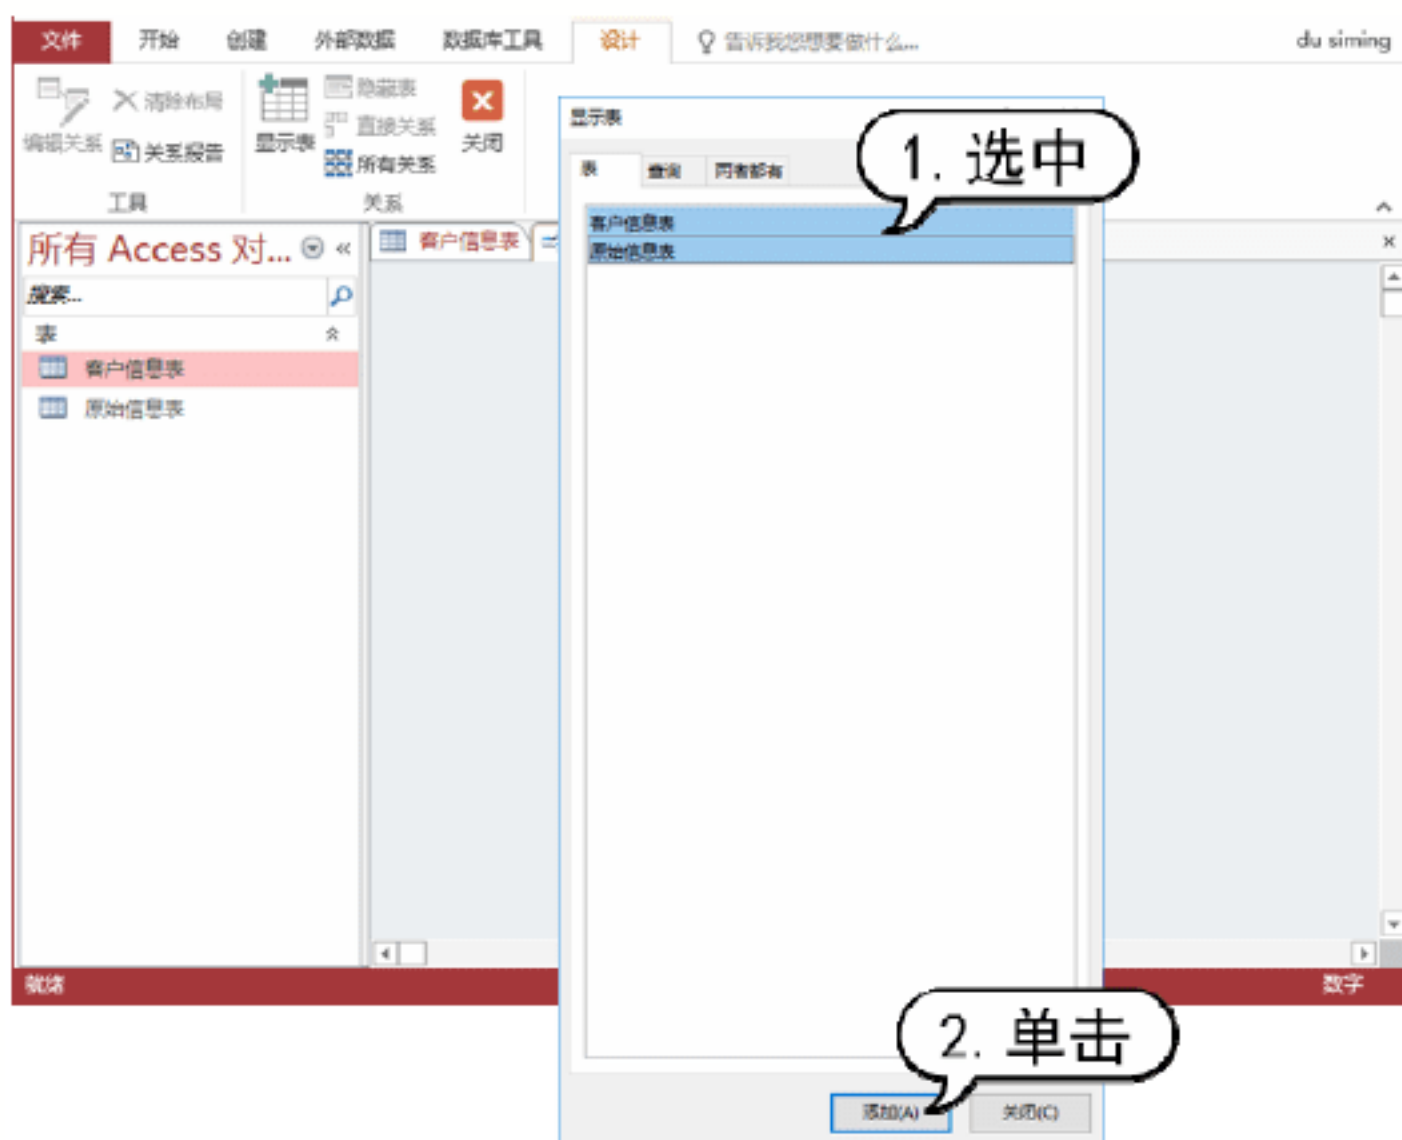 文件 开始 创建 外部数据 数据库工具 设计 告诉我您想要做什么... du siming
编辑关系 清除布局 关系报告
工具
显示表 隐藏表 直接关系 所有关系 关闭
关系
所有 Access 对...
搜索...
表
客户信息表
原始信息表
客户信息表
显示表
表 查询 两者都有
客户信息表
原始信息表
1. 选中
2. 单击
添加(A) 关闭(C)
就绪 数字